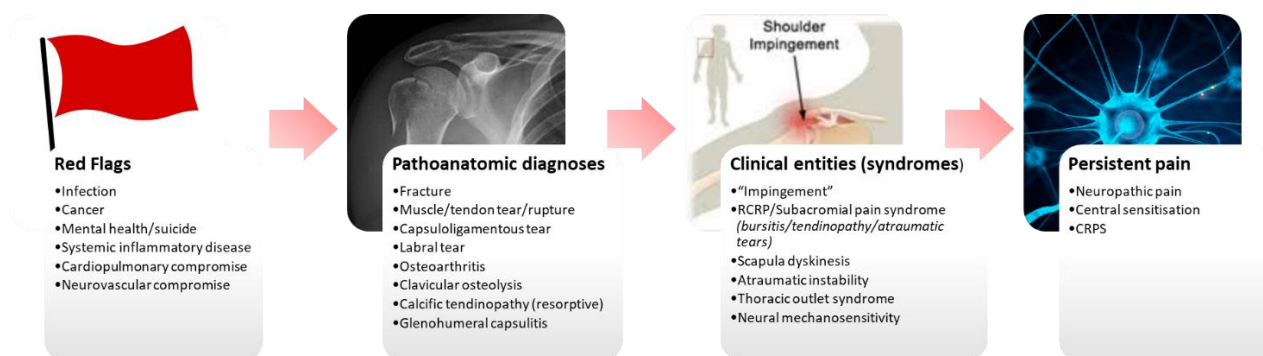 Red Flags
•Infection
•Cancer
•Mental health/suicide
•Systemic inflammatory disease
•Cardiopulmonary compromise
•Neurovascular compromise
Pathoanatomic diagnoses
•Fracture
•Muscle/tendon tear/rupture
•Capsuloligamentous tear
•Labral tear
•Osteoarthritis
•Clavicular osteolysis
•Calcific tendinopathy (resorptive)
•Glenohumeral capsulitis
Shoulder
Impingement
Clinical entities (syndromes)
•“Impingement”
•RCRP/Subacromial pain syndrome
(bursitis/tendinopathy/atraumatic
tears)
•Scapula dyskinesis
•Atraumatic instability
•Thoracic outlet syndrome
•Neural mechanosensitivity
Persistent pain
•Neuropathic pain
•Central sensitisation
•CRPS